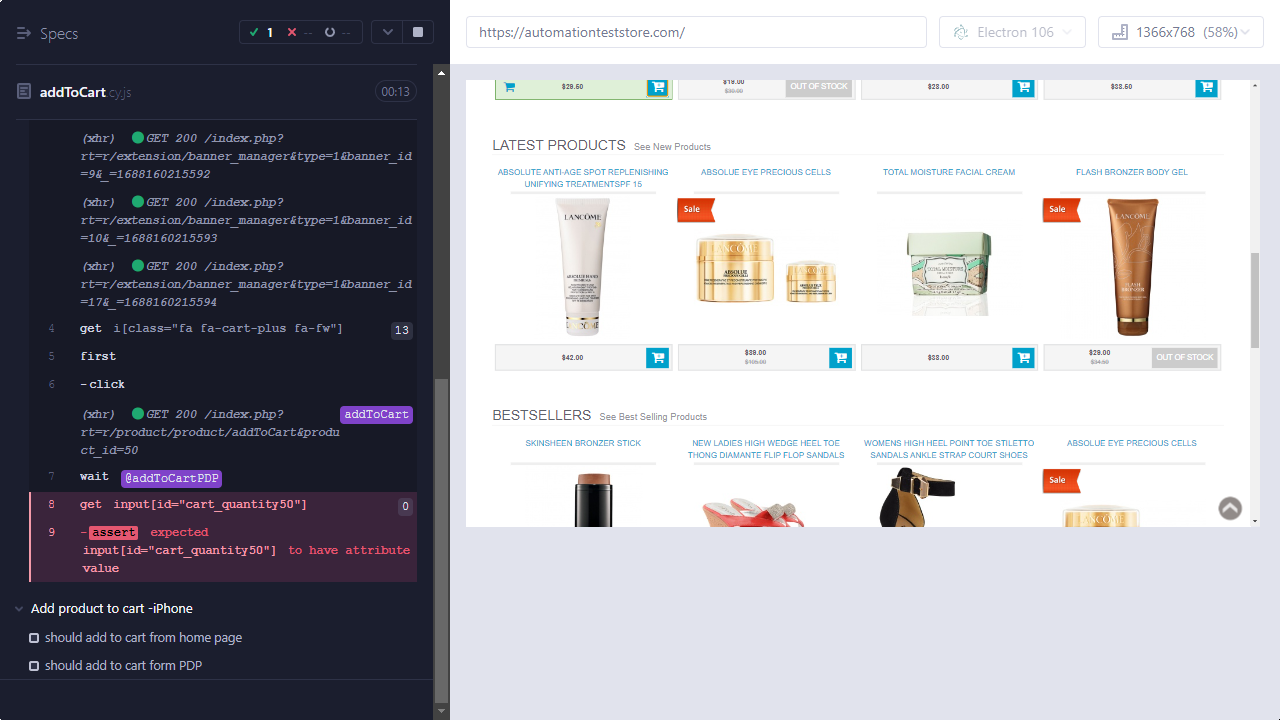 Specs
1
--
--
https://automationteststore.com/
Electron 106
1366x768 (58%)
addToCart.cy.js
00:13
(xhr) GET 200 /index.php?
rt=r/extension/banner_manager&type=1&banner_id
=9&_=1688160215592
(xhr) GET 200 /index.php?
rt=r/extension/banner_manager&type=1&banner_id
=10&_=1688160215593
(xhr) GET 200 /index.php?
rt=r/extension/banner_manager&type=1&banner_id
=17&_=1688160215594
4 get i[class="fa fa-cart-plus fa-fw"] 13
5 first
6 -click
(xhr) GET 200 /index.php? addToCart
rt=r/product/product/addToCart&produ
ct_id=50
7 wait @addToCartPDP
8 get input[id="cart_quantity50"] 0
9 -assert expected
input[id="cart_quantity50"] to have attribute
value
Add product to cart -iPhone
should add to cart from home page
should add to cart form PDP
$29.50
$19.00
OUT OF STOCK
$28.00
$38.50
LATEST PRODUCTS See New Products
ABSOLUTE ANTI-AGE SPOT REPLENISHING
UNIFYING TREATMENTSPF 15
ABSOLUE EYE PRECIOUS CELLS
TOTAL MOISTURE FACIAL CREAM
FLASH BRONZER BODY GEL
LANCÔME
Sale
ABSOLUE
Sale
LANCÔME
FLASH
BRONZER
$42.00
$89.00
$105.00
$38.00
$29.00
$34.50
OUT OF STOCK
BESTSELLERS See Best Selling Products
SKINSHEEN BRONZER STICK
NEW LADIES HIGH WEDGE HEEL TOE
THONG DIAMANTE FLIP FLOP SANDALS
WOMENS HIGH HEEL POINT TOE STILETTO
SANDALS ANKLE STRAP COURT SHOES
ABSOLUE EYE PRECIOUS CELLS
Sale